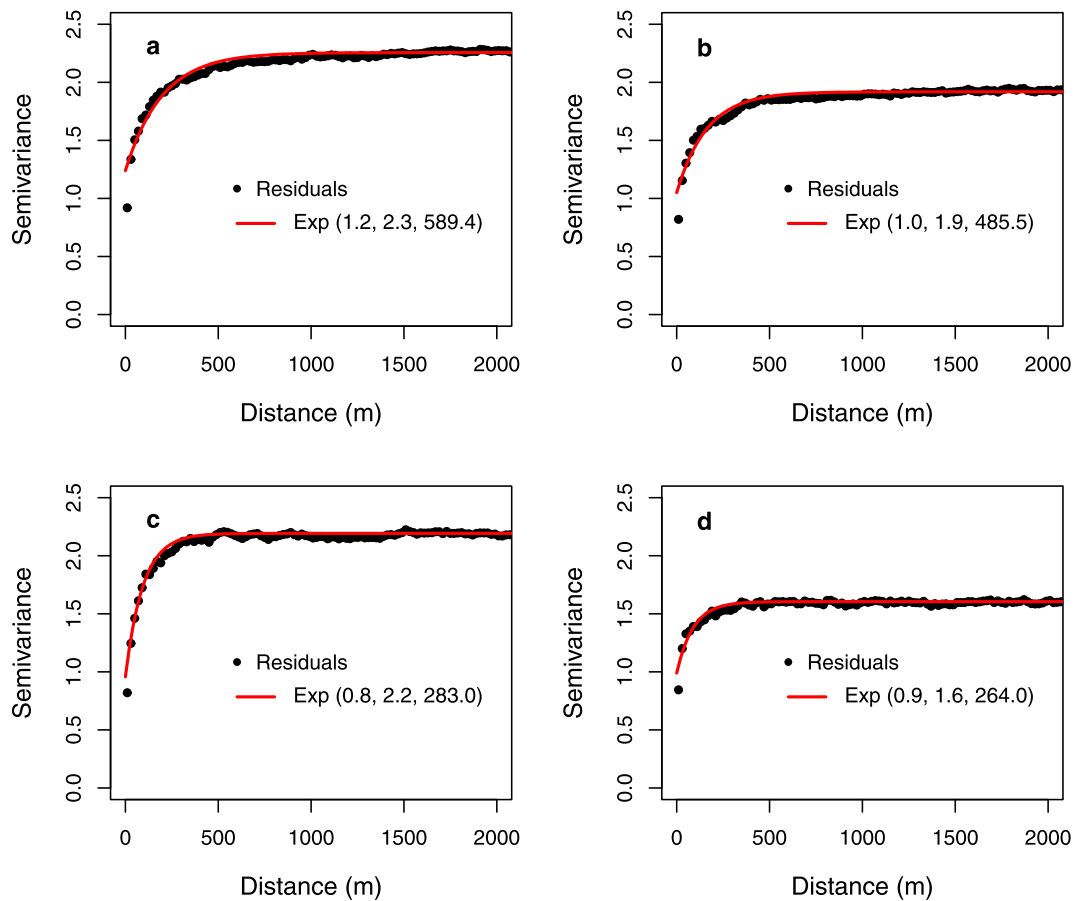 a
Semivariance
2.5
2.0
1.5
1.0
0.5
0.0
Residuals
Exp (1.2, 2.3, 589.4)
0 500 1000 1500 2000
Distance (m)
b
Semivariance
2.5
2.0
1.5
1.0
0.5
0.0
Residuals
Exp (1.0, 1.9, 485.5)
0 500 1000 1500 2000
Distance (m)
c
Semivariance
2.5
2.0
1.5
1.0
0.5
0.0
Residuals
Exp (0.8, 2.2, 283.0)
0 500 1000 1500 2000
Distance (m)
d
Semivariance
2.5
2.0
1.5
1.0
0.5
0.0
Residuals
Exp (0.9, 1.6, 264.0)
0 500 1000 1500 2000
Distance (m)